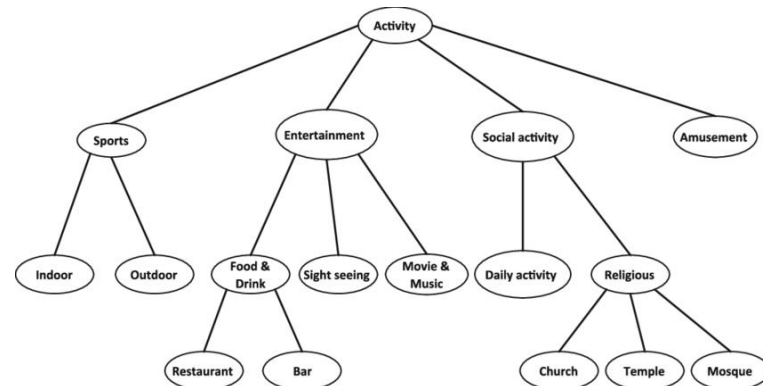 Activity
Sports
Entertainment
Social activity
Amusement
Indoor
Outdoor
Food &
Drink
Sight seeing
Movie &
Music
Daily activity
Religious
Restaurant
Bar
Church
Temple
Mosque